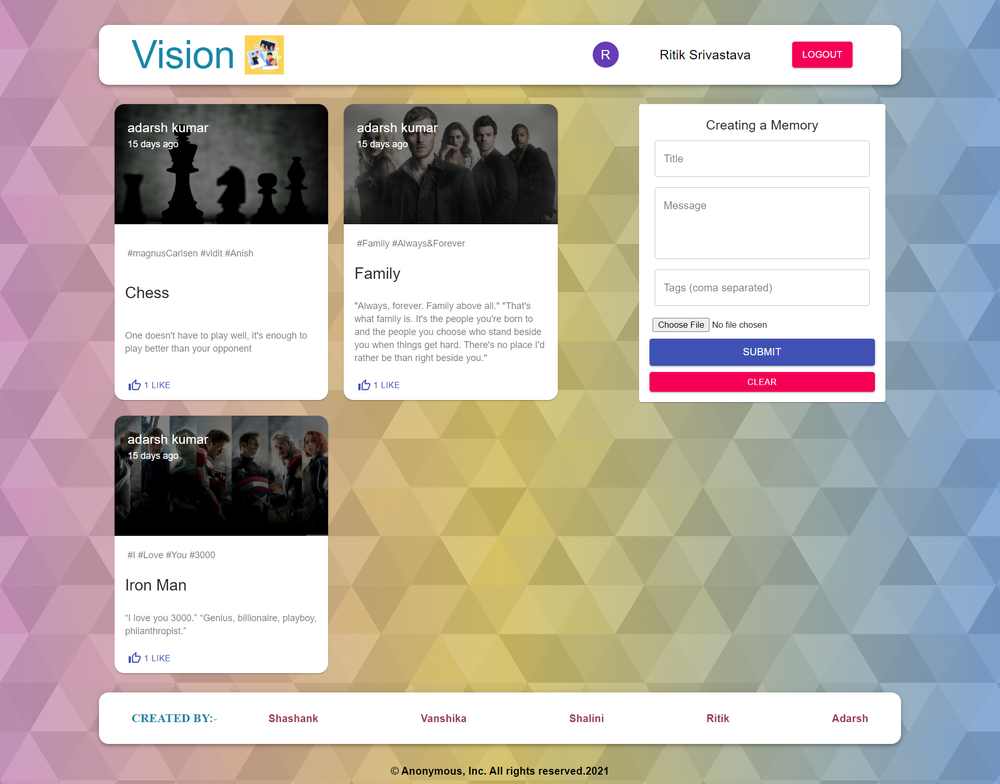 Vision
R
Ritik Srivastava
LOGOUT
adarsh kumar
15 days ago
#magnusCarlsen #vidit #Anish
Chess
One doesn't have to play well, it's enough to
play better than your opponent
1 LIKE
adarsh kumar
15 days ago
#Family #Always&Forever
Family
"Always, forever. Family above all." "That's
what family is. It's the people you're born to
and the people you choose who stand beside
you when things get hard. There's no place I'd
rather be than right beside you."
1 LIKE
Creating a Memory
Title
Message
Tags (coma separated)
Choose File No file chosen
SUBMIT
CLEAR
adarsh kumar
15 days ago
#I #Love #You #3000
Iron Man
“I love you 3000.” “Genius, billionaire, playboy,
philanthropist.”
1 LIKE
CREATED BY:- Shashank Vanshika Shalini Ritik Adarsh
© Anonymous, Inc. All rights reserved.2021